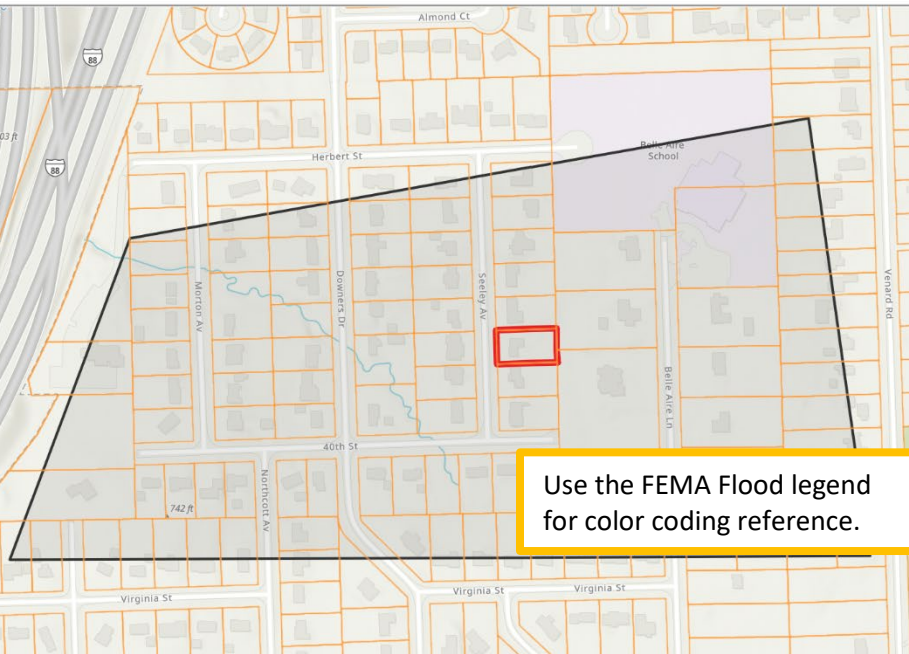 Almond Ct
88
03 ft
88
Herbert St
Belle Aire
School
Morton Av
Downers Dr
Seeley Av
Venard Rd
Belle Aire Ln
40th St
Northcott Av
742 ft
Use the FEMA Flood legend
for color coding reference.
Virginia St
Virginia St
Virginia St